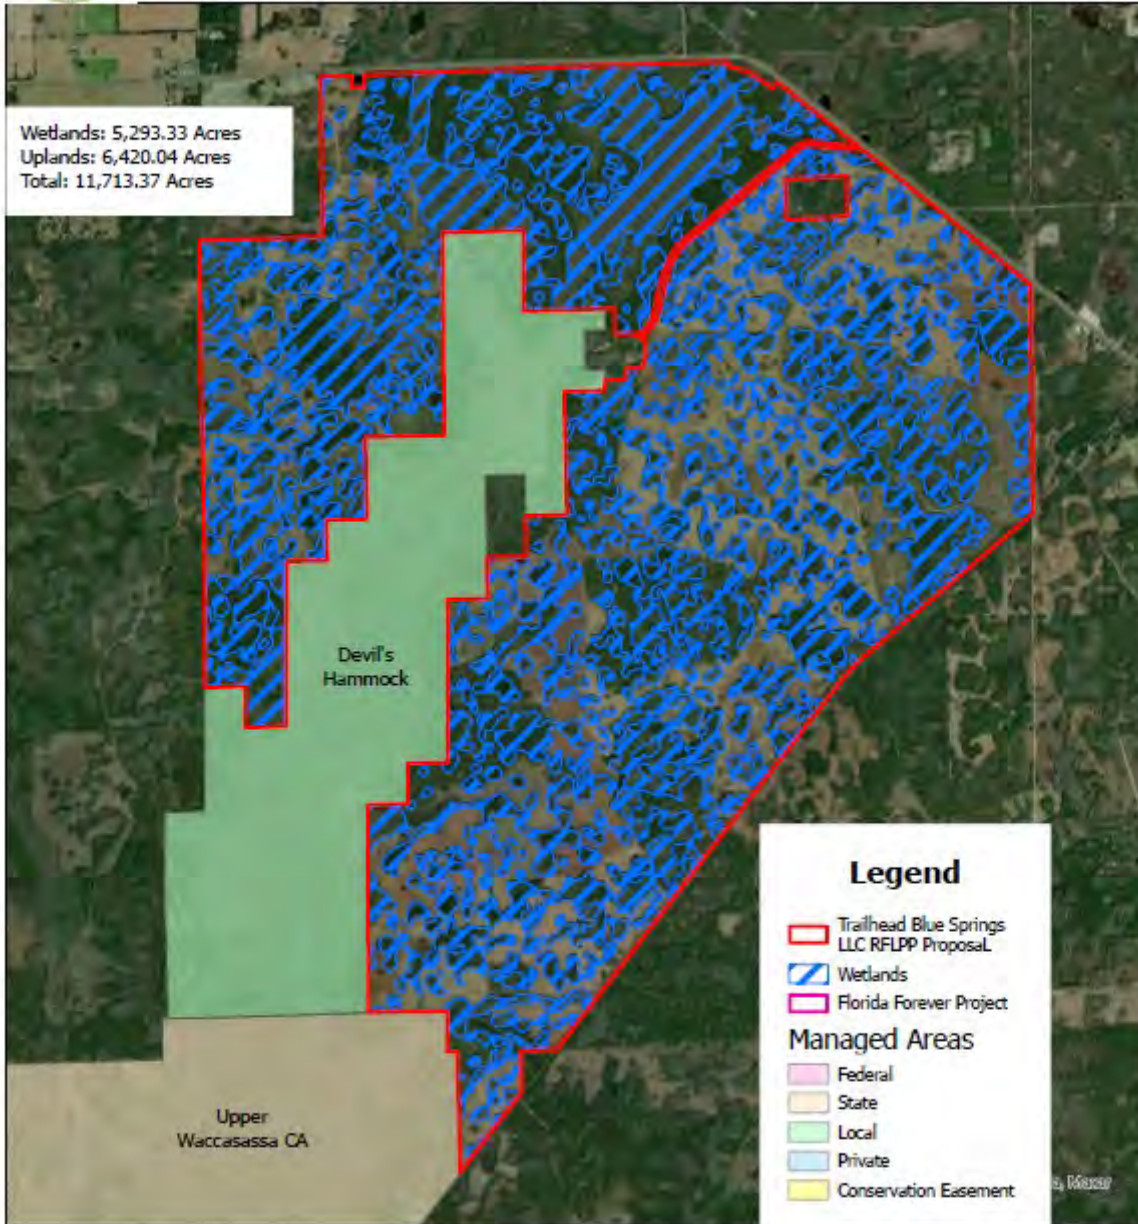 Wetlands: 5,293.33 Acres
Uplands: 6,420.04 Acres
Total: 11,713.37 Acres
Devil's
Hammock
Upper
Waccasassa CA
Legend
Trailhead Blue Springs
LLC RFLPP ProposaL
Wetlands
Florida Forever Project
Managed Areas
Federal
State
Local
Private
Conservation Easement
Maxar